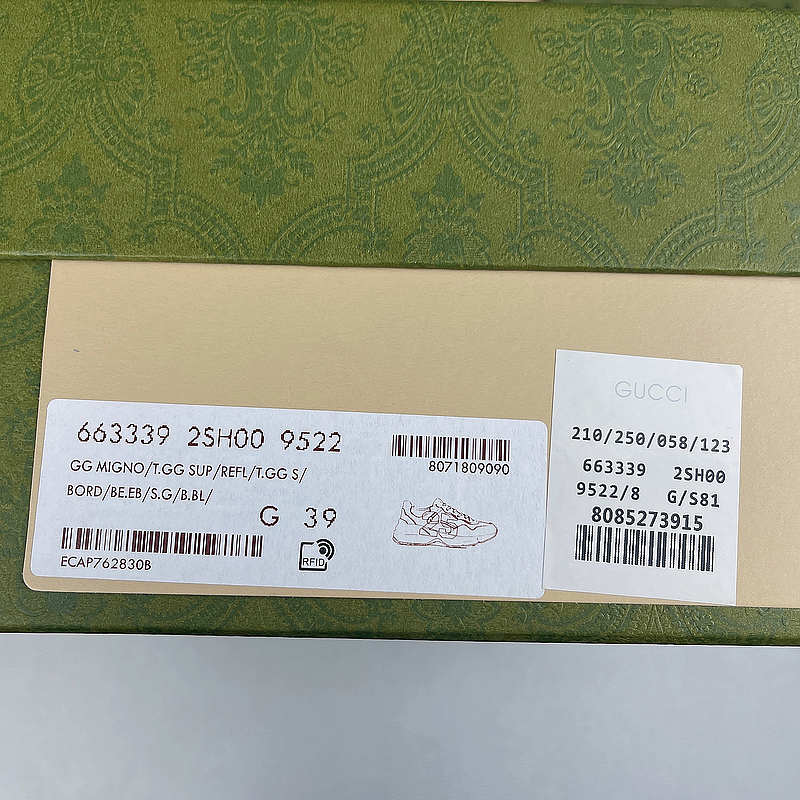 663339 2SH00 9522
8071809090
GG MIGNO/T.GG SUP/REFL/T.GG S/
BORD/BE.EB/S.G/B.BL/
G 39
ECAP762830B
RFID
GUCCI
210/250/058/123
663339 2SH00
9522/8 G/S81
8085273915